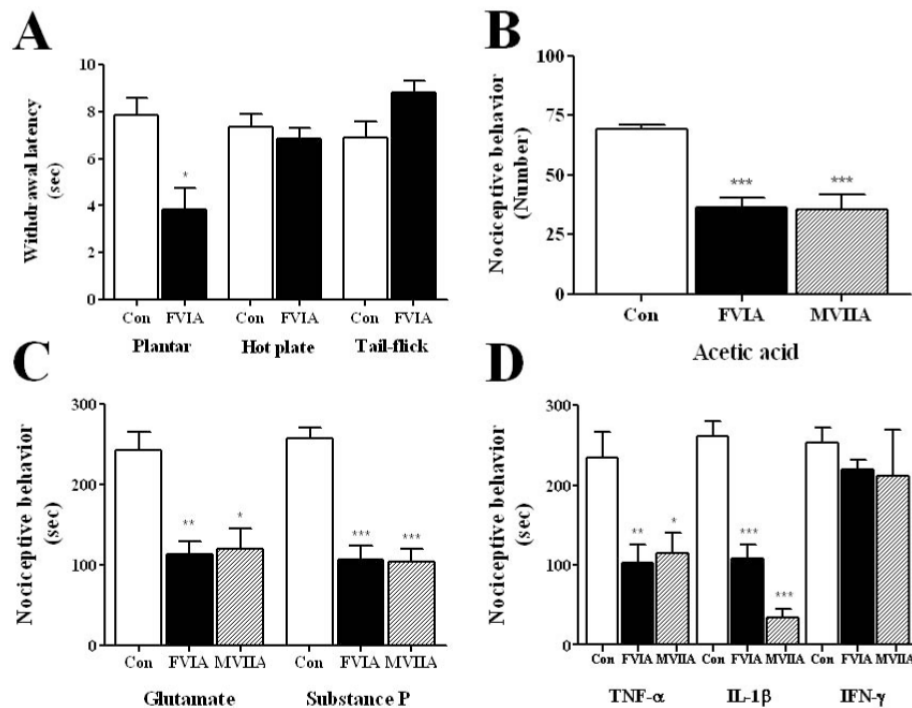 A
Withdrawal latency
(sec)
10
8
6
4
2
0
*
Con FVIA Con FVIA Con FVIA
Plantar Hot plate Tail-flick
B
Nociceptive behavior
(Number)
100
75
50
25
0
*** ***
Con FVIA MVIIA
Acetic acid
C
Nociceptive behavior
(sec)
300
200
100
0
** * *** ***
Con FVIA MVIIA Con FVIA MVIIA
Glutamate Substance P
D
Nociceptive behavior
(sec)
300
200
100
0
** * *** ***
Con FVIA MVIIA Con FVIA MVIIA Con FVIA MVIIA
TNF-α IL-1β IFN-γ